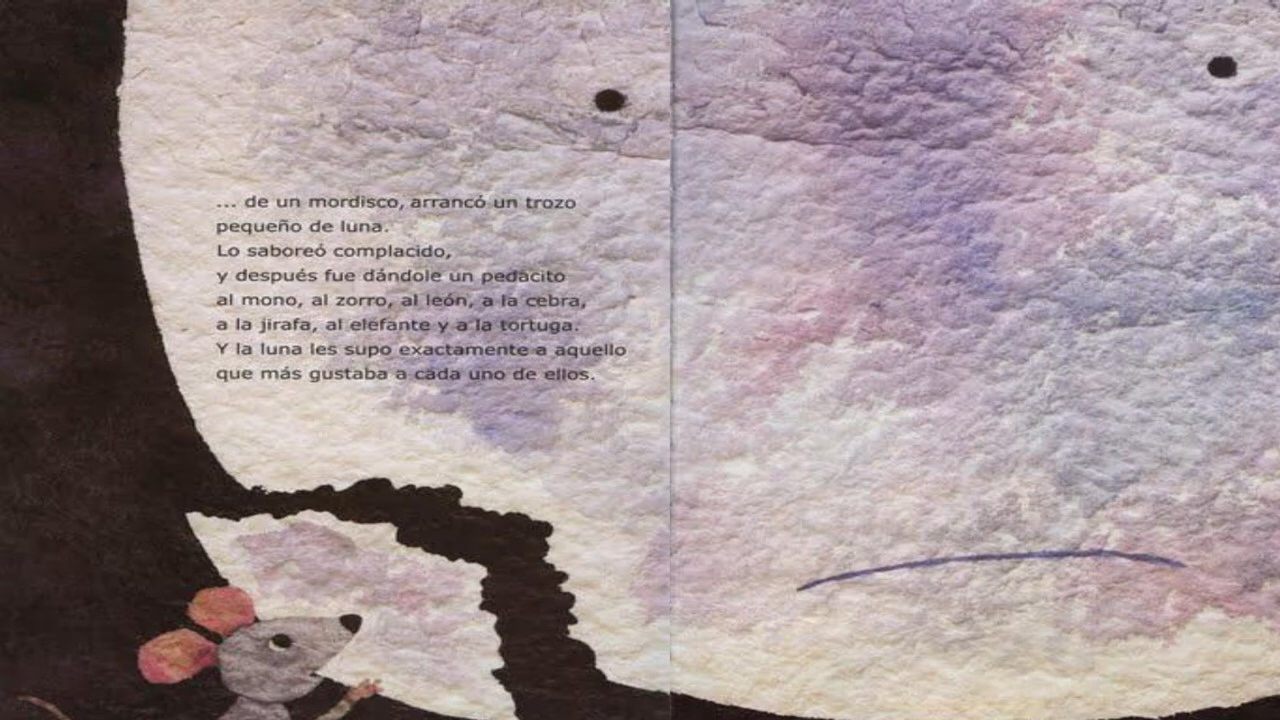 ... de un mordisco, arrancó un trozo
pequeño de luna.
Lo saboreó complacido,
y después fue dándole un pedacito
al mono, al zorro, al león, a la cebra,
a la jirafa, al elefante y a la tortuga.
Y la luna les supo exactamente a aquello
que más gustaba a cada uno de ellos.